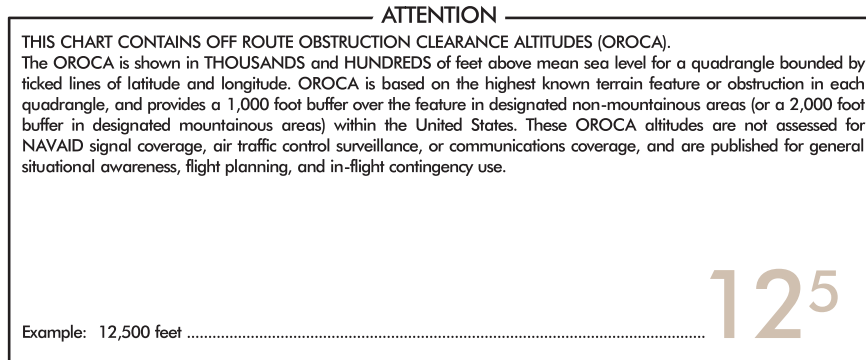 ATTENTION
THIS CHART CONTAINS OFF ROUTE OBSTRUCTION CLEARANCE ALTITUDES (OROCA).
The OROCA is shown in THOUSANDS and HUNDREDS of feet above mean sea level for a quadrangle bounded by
ticked lines of latitude and longitude. OROCA is based on the highest known terrain feature or obstruction in each
quadrangle, and provides a 1,000 foot buffer over the feature in designated non-mountainous areas (or a 2,000 foot
buffer in designated mountainous areas) within the United States. These OROCA altitudes are not assessed for
NAVAID signal coverage, air traffic control surveillance, or communications coverage, and are published for general
situational awareness, flight planning, and in-flight contingency use.
Example: 12,500 feet ........................................................................................................................ 12⁵